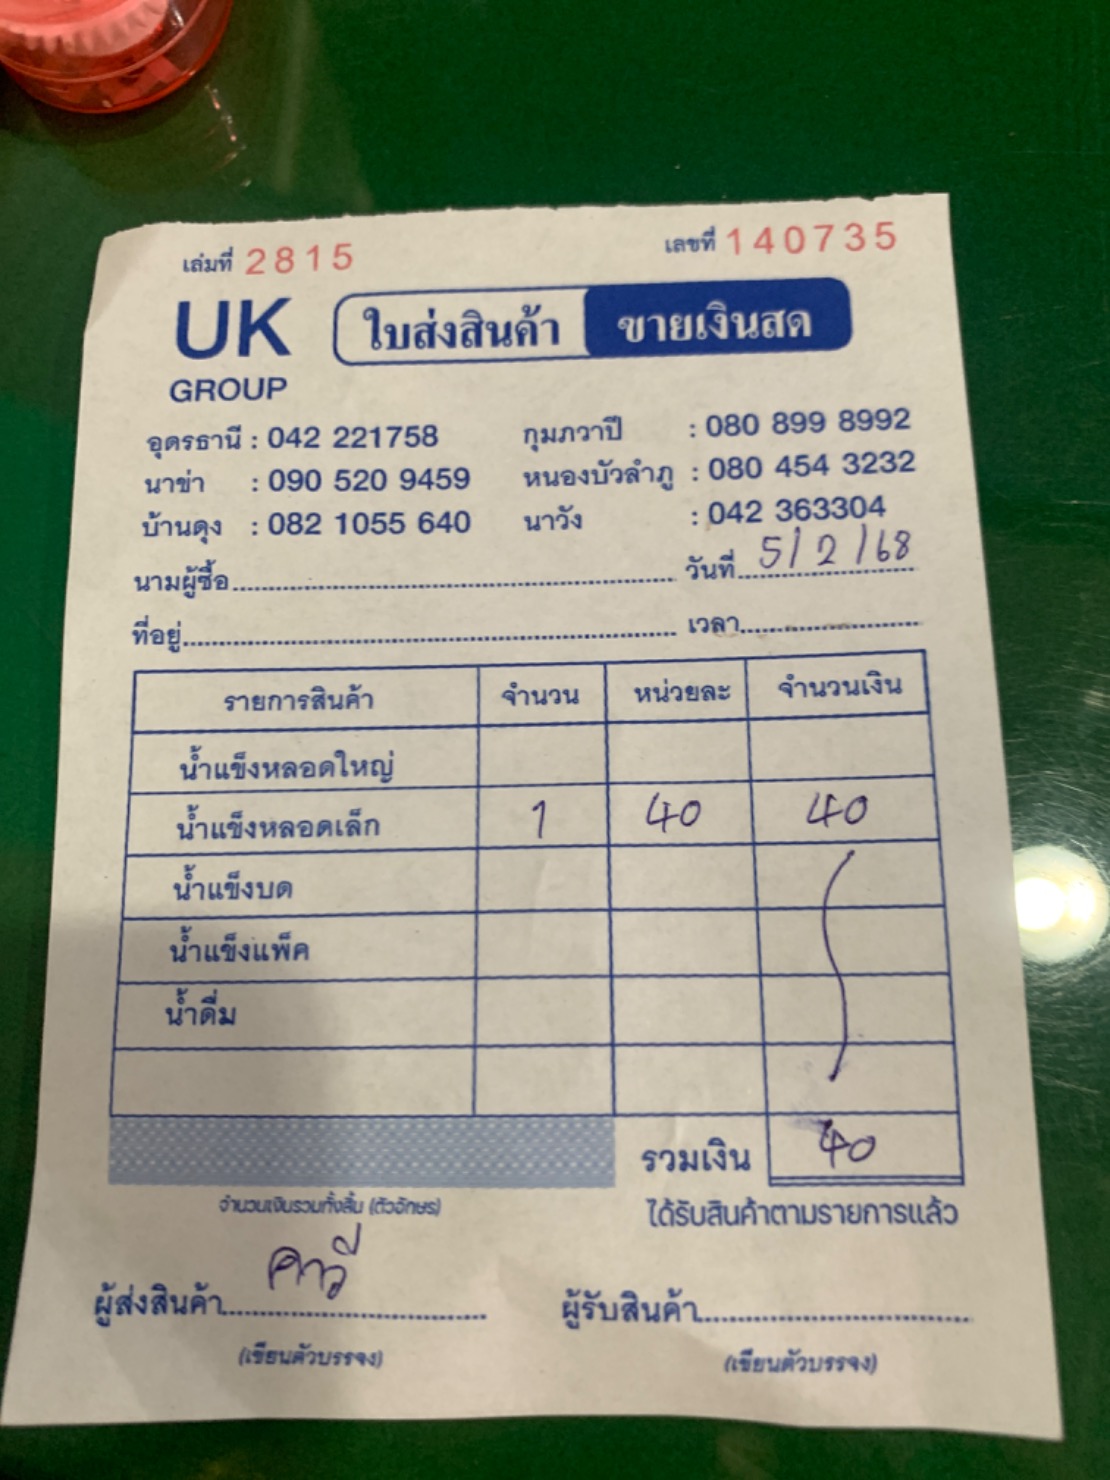 เล่มที่ 2815 เลขที่ 140735
UK GROUP ใบส่งสินค้า ขายเงินสด
อุดรธานี : 042 221758 กุมภวาปี : 080 899 8992
นาข่า : 090 520 9459 หนองบัวลำภู : 080 454 3232
บ้านดุง : 082 1055 640 นาวัง : 042 363304
นามผู้ซื้อ วันที่ 5/2/68
ที่อยู่ เวลา
รายการสินค้า จำนวน หน่วยละ จำนวนเงิน
น้ำแข็งหลอดใหญ่
น้ำแข็งหลอดเล็ก 1 40 40
น้ำแข็งบด
น้ำแข็งแพ็ค
น้ำดื่ม
รวมเงิน 40
จำนวนเงินรวมทั้งสิ้น (ตัวอักษร) ได้รับสินค้าตามรายการแล้ว
ผู้ส่งสินค้า คาวี ผู้รับสินค้า
(เขียนตัวบรรจง) (เขียนตัวบรรจง)